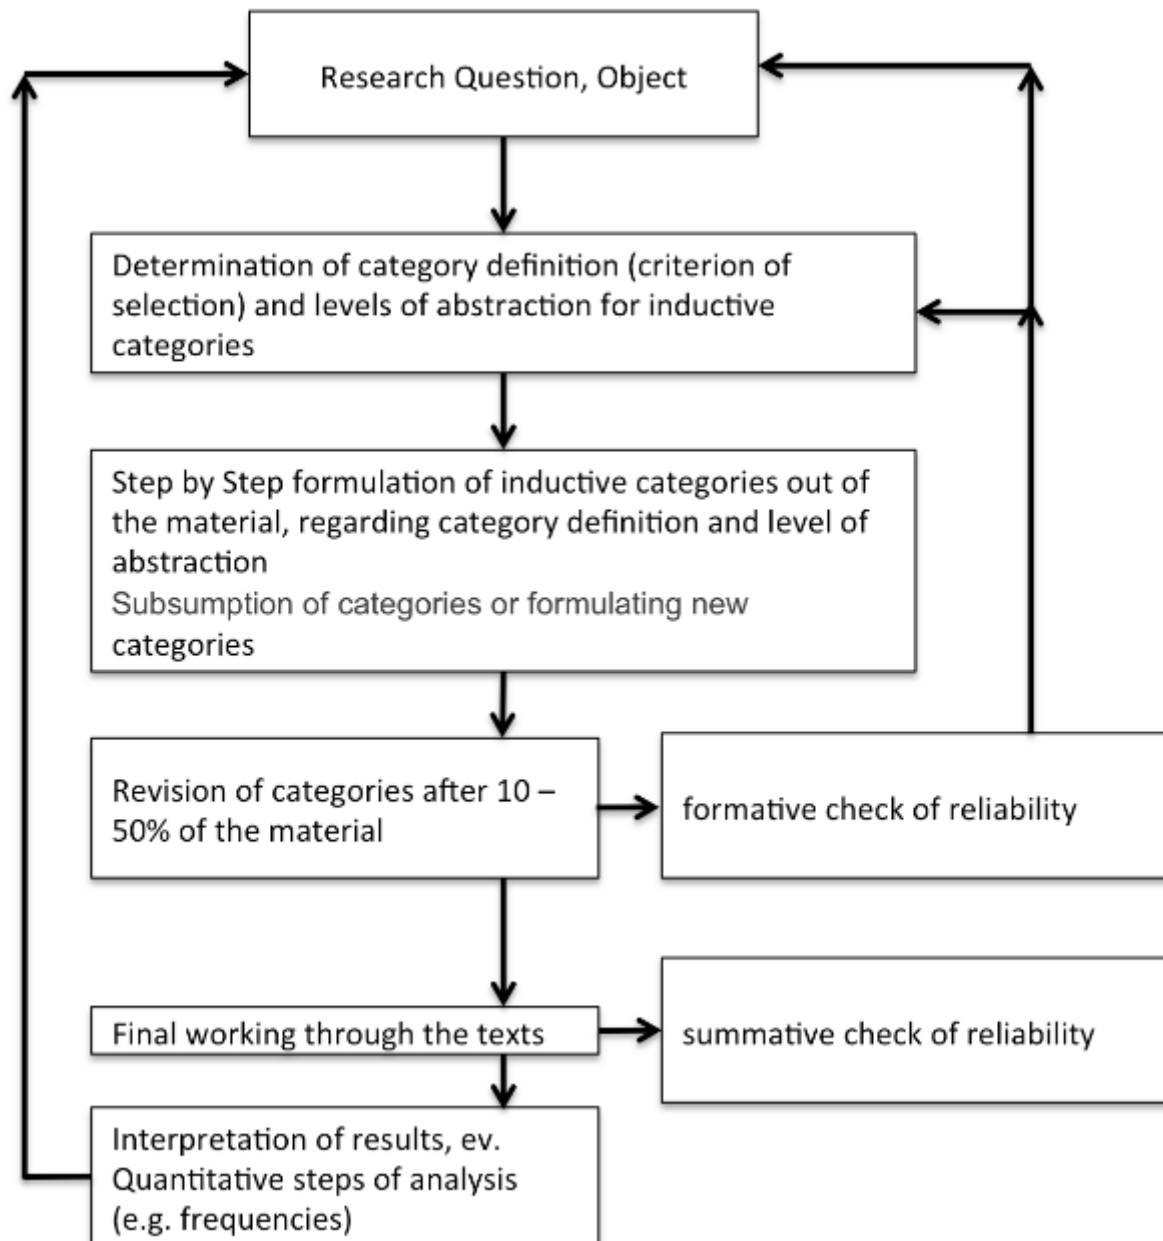 Research Question, Object
Determination of category definition (criterion of
selection) and levels of abstraction for inductive
categories
Step by Step formulation of inductive categories out of
the material, regarding category definition and level of
abstraction
Subsumption of categories or formulating new
categories
Revision of categories after 10 –
50% of the material
formative check of reliability
Final working through the texts
summative check of reliability
Interpretation of results, ev.
Quantitative steps of analysis
(e.g. frequencies)